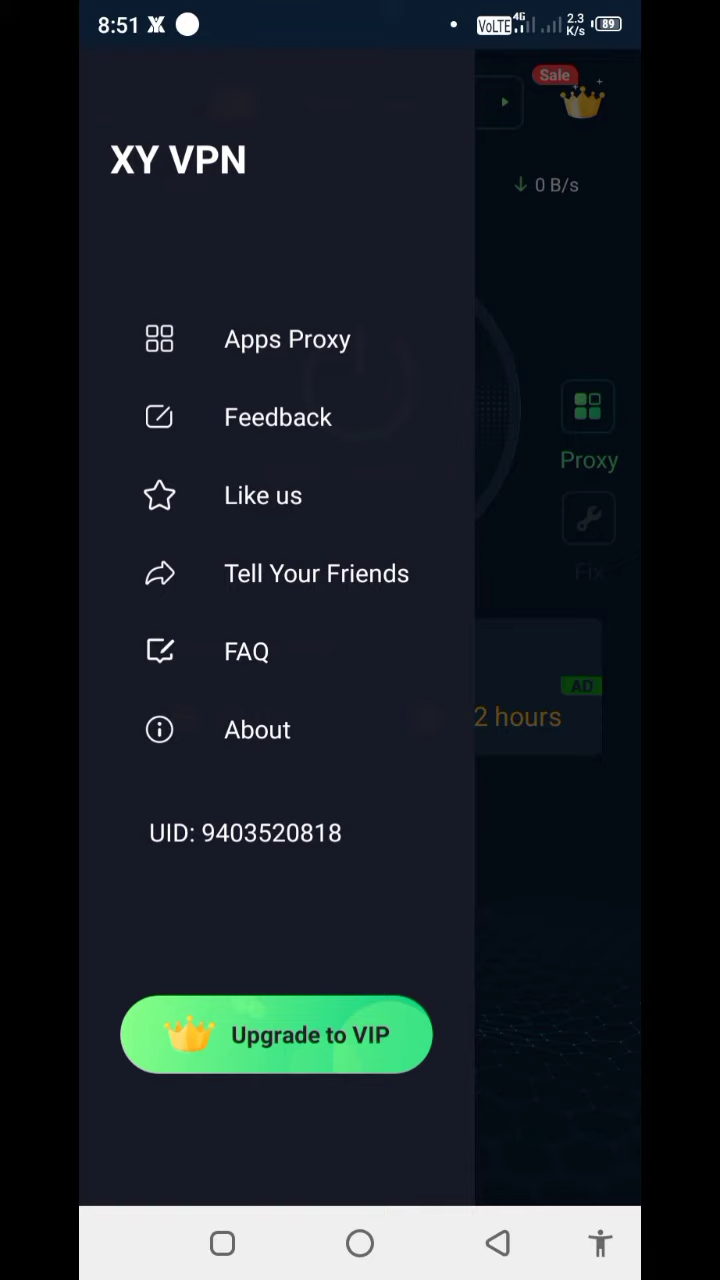 8:51
VoLTE 4G 2.3 K/s 89
Sale
XY VPN
0 B/s
Apps Proxy
Feedback
Proxy
Like us
Tell Your Friends
Fix
FAQ
AD
2 hours
About
UID: 9403520818
Upgrade to VIP